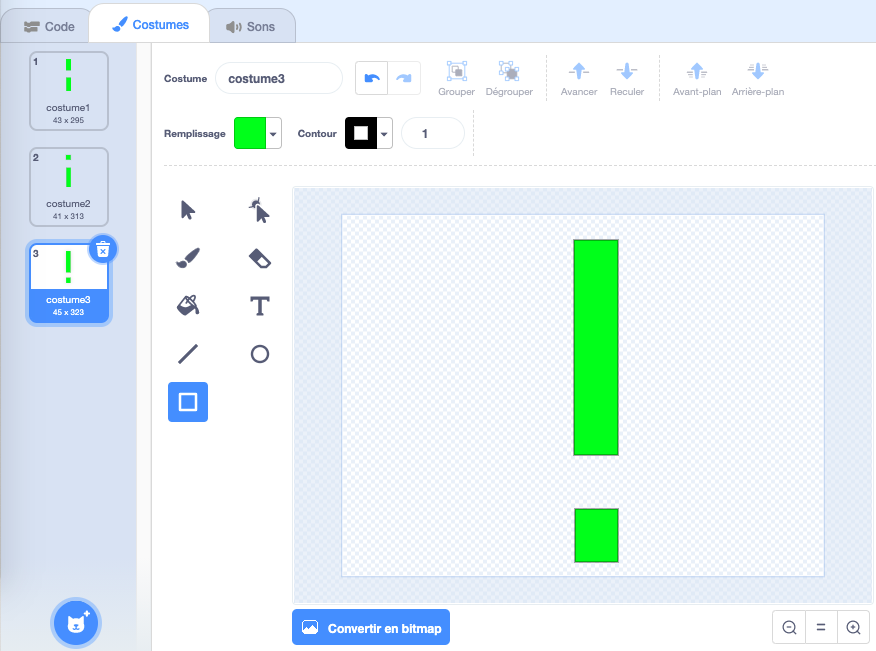 Code
Costumes
Sons
1
costume1
43 x 295
2
costume2
41 x 313
3
costume3
45 x 323
Costume
costume3
Grouper
Dégrouper
Avancer
Reculer
Avant-plan
Arrière-plan
Remplissage
Contour
1
T
Convertir en bitmap